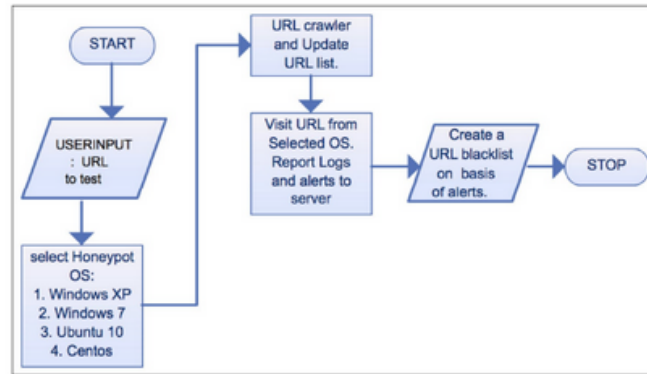 START
USERINPUT
: URL
to test
select Honeypot
OS:
1. Windows XP
2. Windows 7
3. Ubuntu 10
4. Centos
URL crawler
and Update
URL list.
Visit URL from
Selected OS.
Report Logs
and alerts to
server
Create a
URL blacklist
on basis
of alerts.
STOP